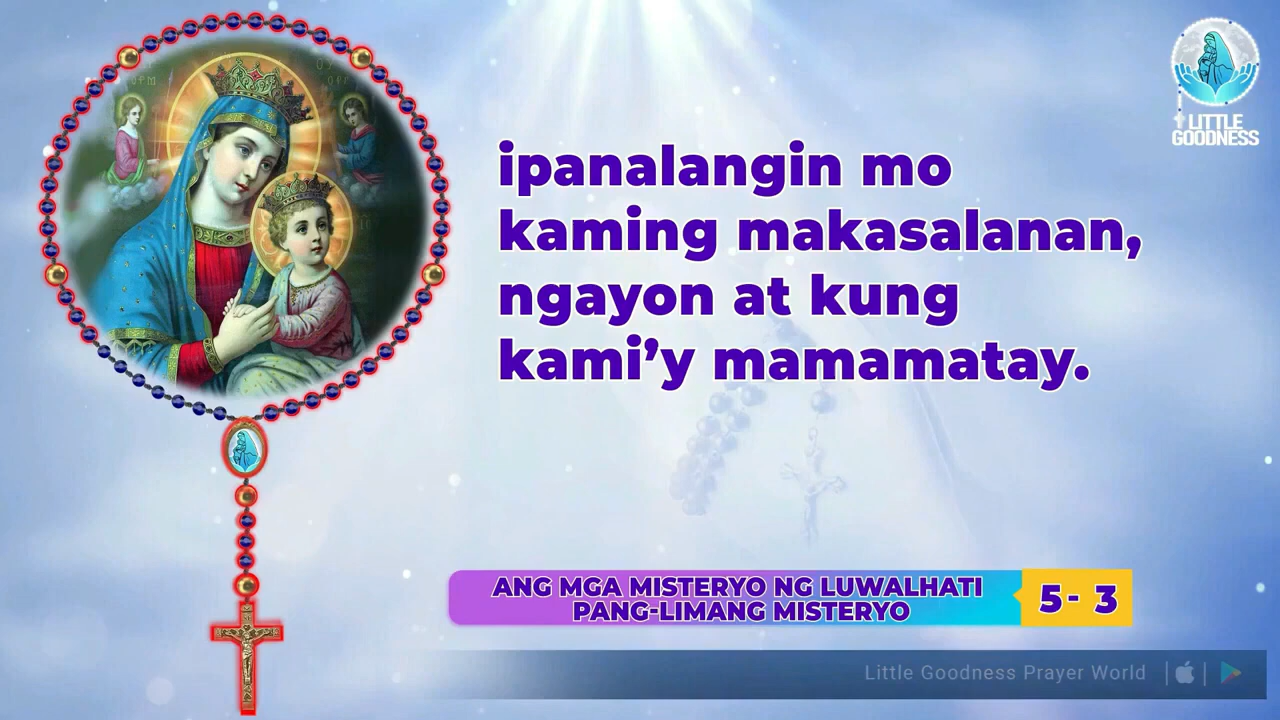 ipanalangin mo
kaming makasalanan,
ngayon at kung
kami’y mamamatay.
ANG MGA MISTERYO NG LUWALHATI
PANG-LIMANG MISTERYO
5 - 3
LITTLE
GOODNESS
Little Goodness Prayer World